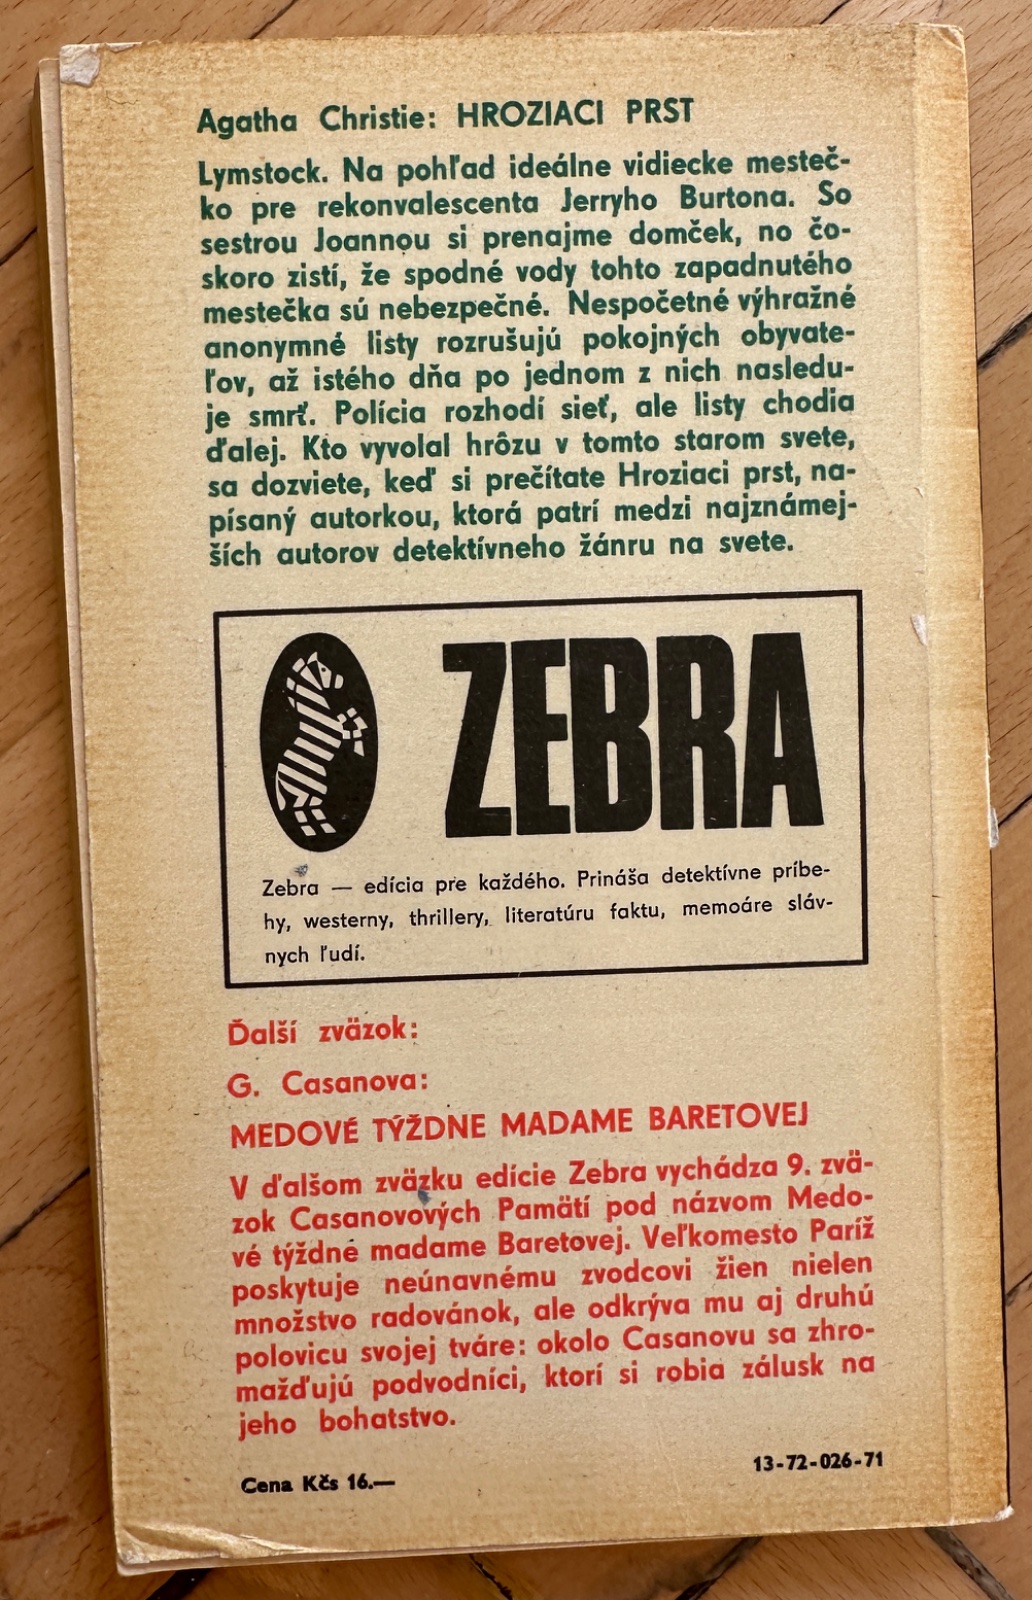 Agatha Christie: HROZIACI PRST
Lymstock. Na pohľad ideálne vidiecke mesteč-
ko pre rekonvalescenta Jerryho Burtona. So
sestrou Joannou si prenajme domček, no čo-
skoro zistí, že spodné vody tohto zapadnutého
mestečka sú nebezpečné. Nespočetné výhražné
anonymné listy rozrušujú pokojných obyvate-
ľov, až istého dňa po jednom z nich nasledu-
je smrť. Polícia rozhodí sieť, ale listy chodia
ďalej. Kto vyvolal hrôzu v tomto starom svete,
sa dozviete, keď si prečítate Hroziaci prst, na-
písaný autorkou, ktorá patrí medzi najznámej-
ších autorov detektívneho žánru na svete.
ZEBRA
Zebra — edícia pre každého. Prináša detektívne príbe-
hy, westerny, thrillery, literatúru faktu, memoáre sláv-
nych ľudí.
Ďalší zväzok:
G. Casanova:
MEDOVÉ TÝŽDNE MADAME BARETOVEJ
V ďalšom zväzku edície Zebra vychádza 9. zvä-
zok Casanovových Pamätí pod názvom Medo-
vé týždne madame Baretovej. Veľkomesto Paríž
poskytuje neúnavnému zvodcovi žien nielen
množstvo radovánok, ale odkrýva mu aj druhú
polovicu svojej tváre: okolo Casanovu sa zhro-
mažďujú podvodníci, ktorí si robia zálusk na
jeho bohatstvo.
13-72-026-71
Cena Kčs 16.—